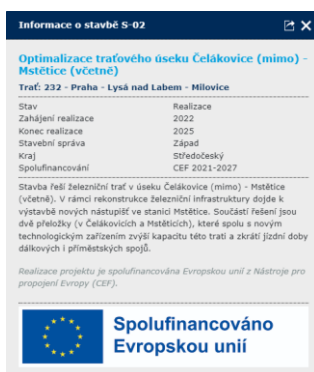 Informace o stavbě S-02
Optimalizace traťového úseku Čelákovice (mimo) -
Mstětice (včetně)
Trať: 232 - Praha - Lysá nad Labem - Milovice
Stav Realizace
Zahájení realizace 2022
Konec realizace 2025
Stavební správa Západ
Kraj Středočeský
Spolufinancování CEF 2021-2027
Stavba řeší železniční trať v úseku Čelákovice (mimo) - Mstětice
(včetně). V rámci rekonstrukce železniční infrastruktury dojde k
výstavbě nových nástupišť ve stanici Mstětice. Součástí řešení jsou
dvě přeložky (v Čelákovicích a Mstěticích), které spolu s novým
technologickým zařízením zvýší kapacitu této trati a zkrátí jízdní doby
dálkových i příměstských spojů.
Realizace projektu je spolufinancována Evropskou unií z Nástroje pro
propojení Evropy (CEF).
Spolufinancováno
Evropskou unií